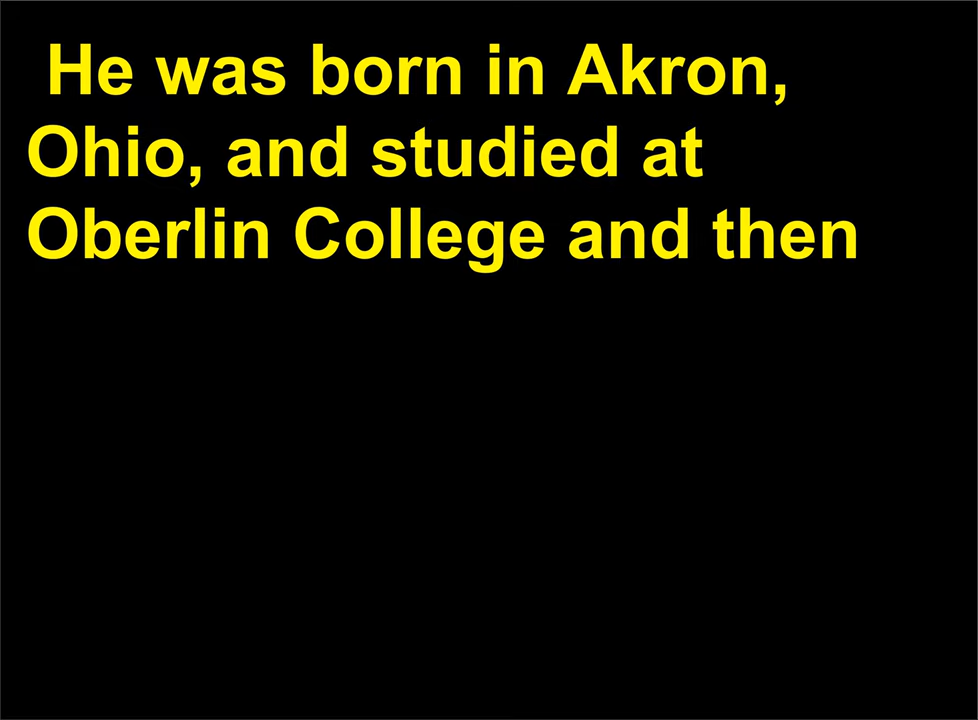 He was born in Akron,
Ohio, and studied at
Oberlin College and then